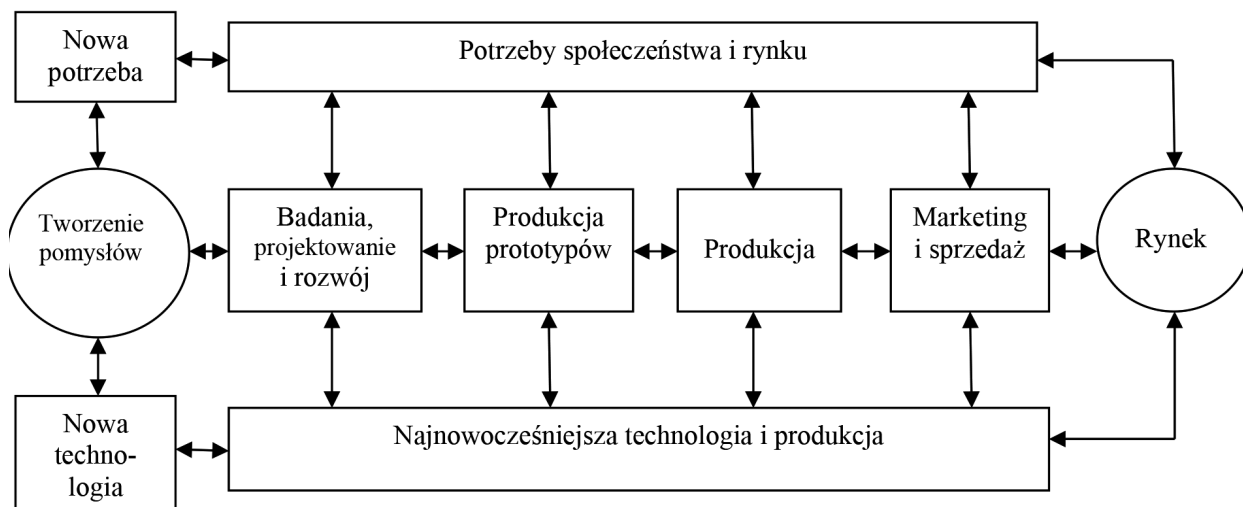 Nowa
potrzeba
Potrzeby społeczeństwa i rynku
Tworzenie
pomysłów
Badania,
projektowanie
i rozwój
Produkcja
prototypów
Produkcja
Marketing
i sprzedaż
Rynek
Nowa
techno-
logia
Najnowocześniejsza technologia i produkcja